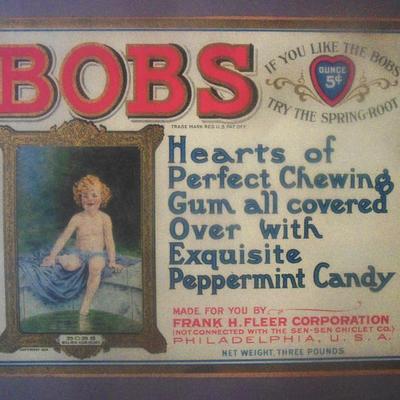 BOBS
IF YOU LIKE THE BOBS
OUNCE
5¢
TRY THE SPRING-ROOT
TRADE MARK REG U.S. PAT. OFF.
Hearts of
Perfect Chewing
Gum all covered
Over with
Exquisite
Peppermint Candy
BOBS
MADE FOR YOU BY
FRANK H. FLEER CORPORATION
(NOT CONNECTED WITH THE SEN-SEN CHICLET CO.)
PHILADELPHIA, U.S.A.
NET WEIGHT, THREE POUNDS